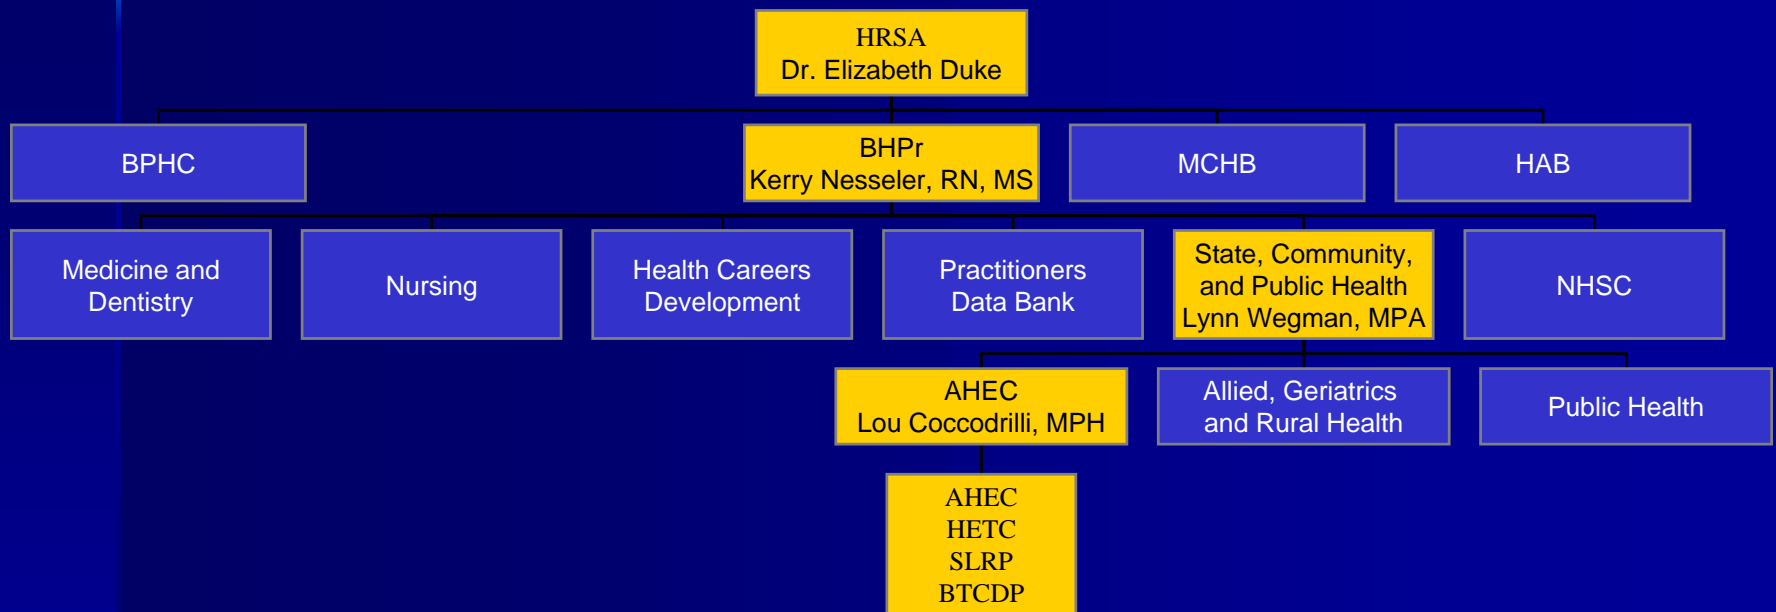 HRSA
Dr. Elizabeth Duke
BPHC
BHPr
Kerry Nesseler, RN, MS
MCHB
HAB
Medicine and
Dentistry
Nursing
Health Careers
Development
Practitioners
Data Bank
State, Community,
and Public Health
Lynn Wegman, MPA
NHSC
AHEC
Lou Coccodrilli, MPH
Allied, Geriatrics
and Rural Health
Public Health
AHEC
HETC
SLRP
BTCDP